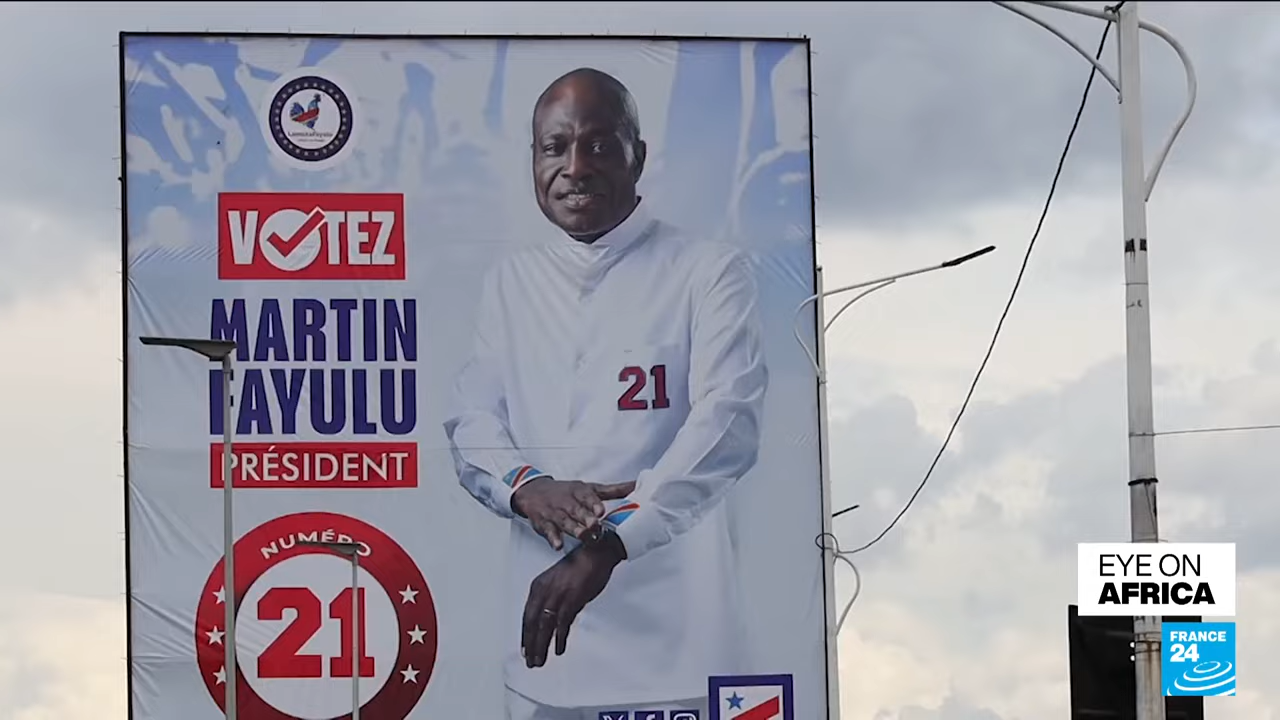 VOTEZ
MARTIN
FAYULU
PRÉSIDENT
NUMÉRO
21
21
EYE ON
AFRICA
FRANCE
24